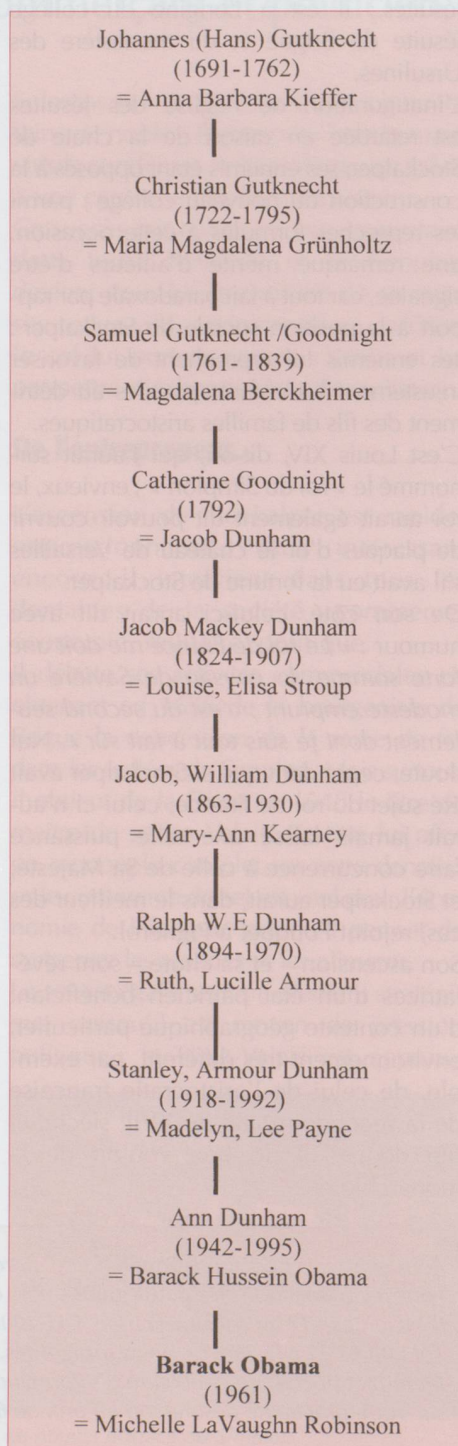 Johannes (Hans) Gutknecht
(1691-1762)
= Anna Barbara Kieffer
Christian Gutknecht
(1722-1795)
= Maria Magdalena Grünholtz
Samuel Gutknecht /Goodnight
(1761- 1839)
= Magdalena Berckheimer
Catherine Goodnight
(1792)
= Jacob Dunham
Jacob Mackey Dunham
(1824-1907)
= Louise, Elisa Stroup
Jacob, William Dunham
(1863-1930)
= Mary-Ann Kearney
Ralph W.E Dunham
(1894-1970)
= Ruth, Lucille Armour
Stanley, Armour Dunham
(1918-1992)
= Madelyn, Lee Payne
Ann Dunham
(1942-1995)
= Barack Hussein Obama
Barack Obama
(1961)
= Michelle LaVaughn Robinson